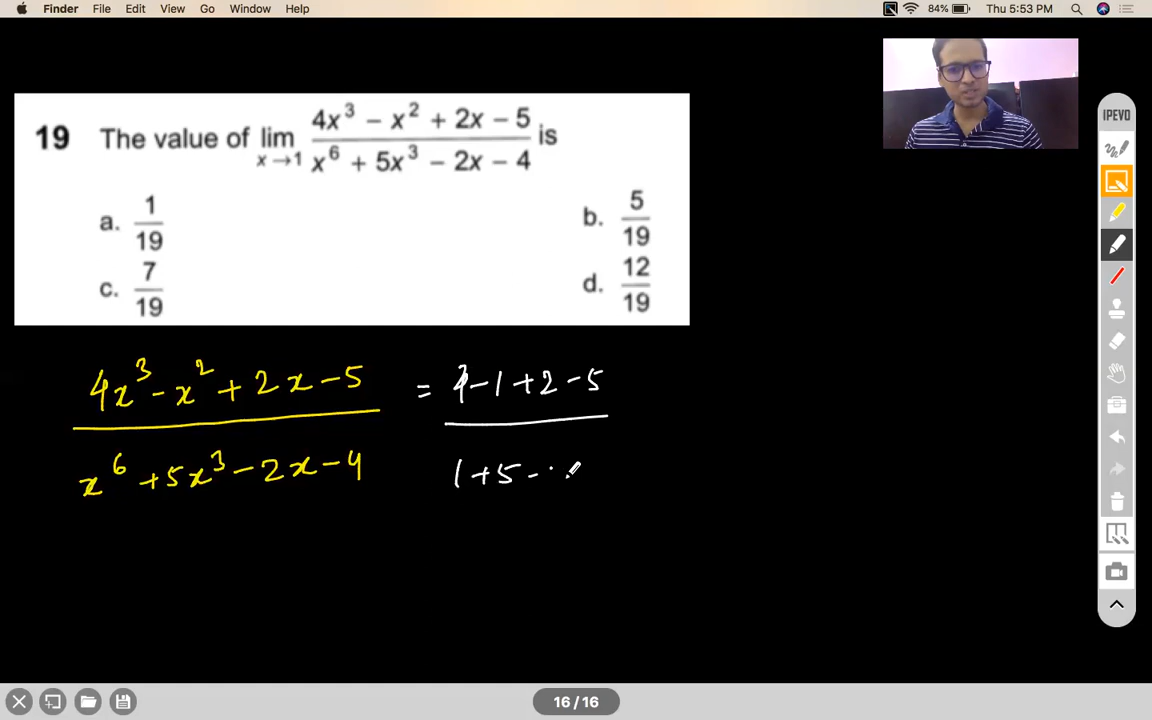 Finder File Edit View Go Window Help 84% Thu 5:53 PM
IPEVO
19 The value of lim x→1 4x³ − x² + 2x − 5 / x⁶ + 5x³ − 2x − 4 is
a. 1/19 b. 5/19
c. 7/19 d. 12/19
4x³ − x² + 2x − 5 = 4 − 1 + 2 − 5
x⁶ + 5x³ − 2x − 4 1 + 5 −
16 / 16